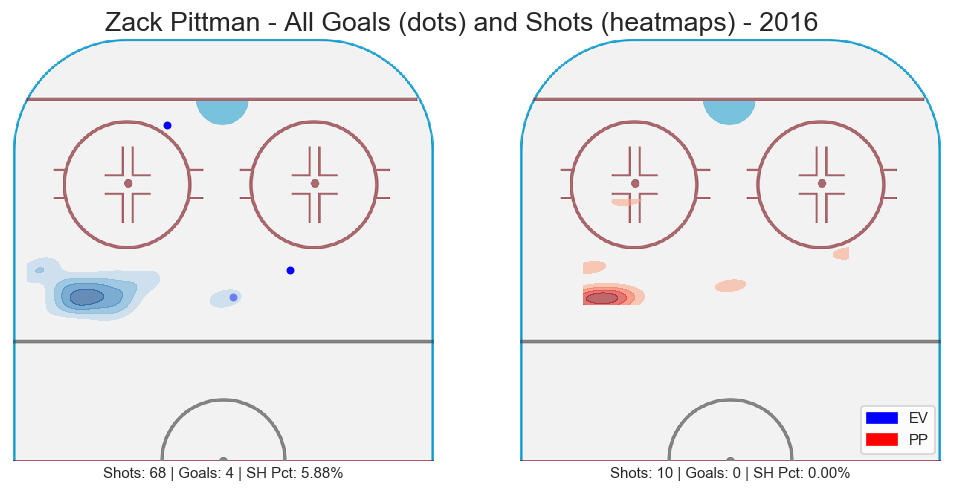 Zack Pittman - All Goals (dots) and Shots (heatmaps) - 2016
EV
PP
Shots: 68 | Goals: 4 | SH Pct: 5.88%
Shots: 10 | Goals: 0 | SH Pct: 0.00%